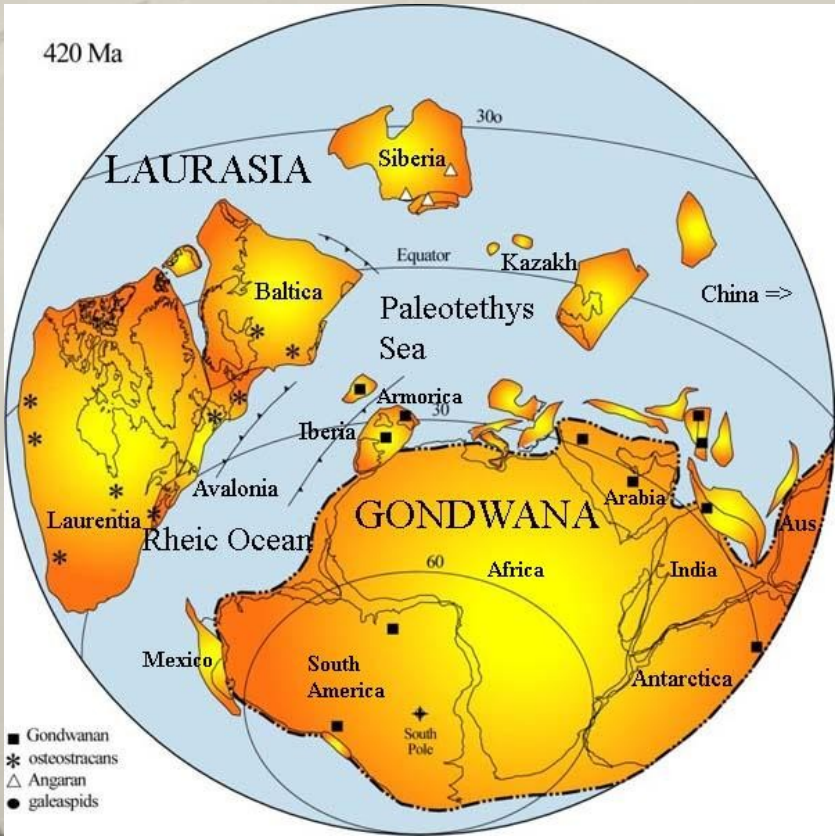 420 Ma
30o
Siberia
LAURASIA
Equator
Kazakh
Baltica
China =>
Paleotethys
Sea
Armorica
30
Iberia
Avalonia
Arabia
Laurentia
GONDWANA
Aus
Rheic Ocean
60
Africa
India
Mexico
South
America
Antarctica
South
Pole
Gondwanan
osteostracans
Angaran
galeaspids